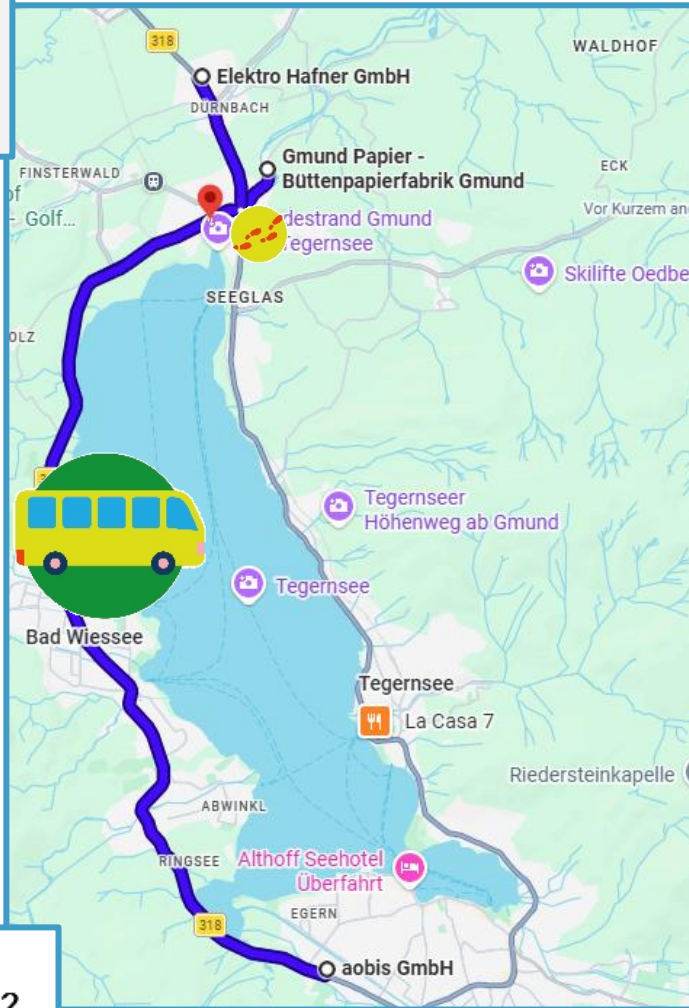 318
WALDHOF
Elektro Hafner GmbH
DÜRNBACH
Gmund Papier -
Büttenpapierfabrik Gmund
ECK
FINSTERWALD
of
- Golf...
Vor Kurzem an
destrand Gmund
Tegernsee
Skilifte Oedbe
SEEGLAS
OLZ
Tegernseer
Höhenweg ab Gmund
Tegernsee
Bad Wiessee
Tegernsee
La Casa 7
Riedersteinkapelle
ABWINKL
RINGSEE
Althoff Seehotel
Überfahrt
EGERN
318
aobis GmbH